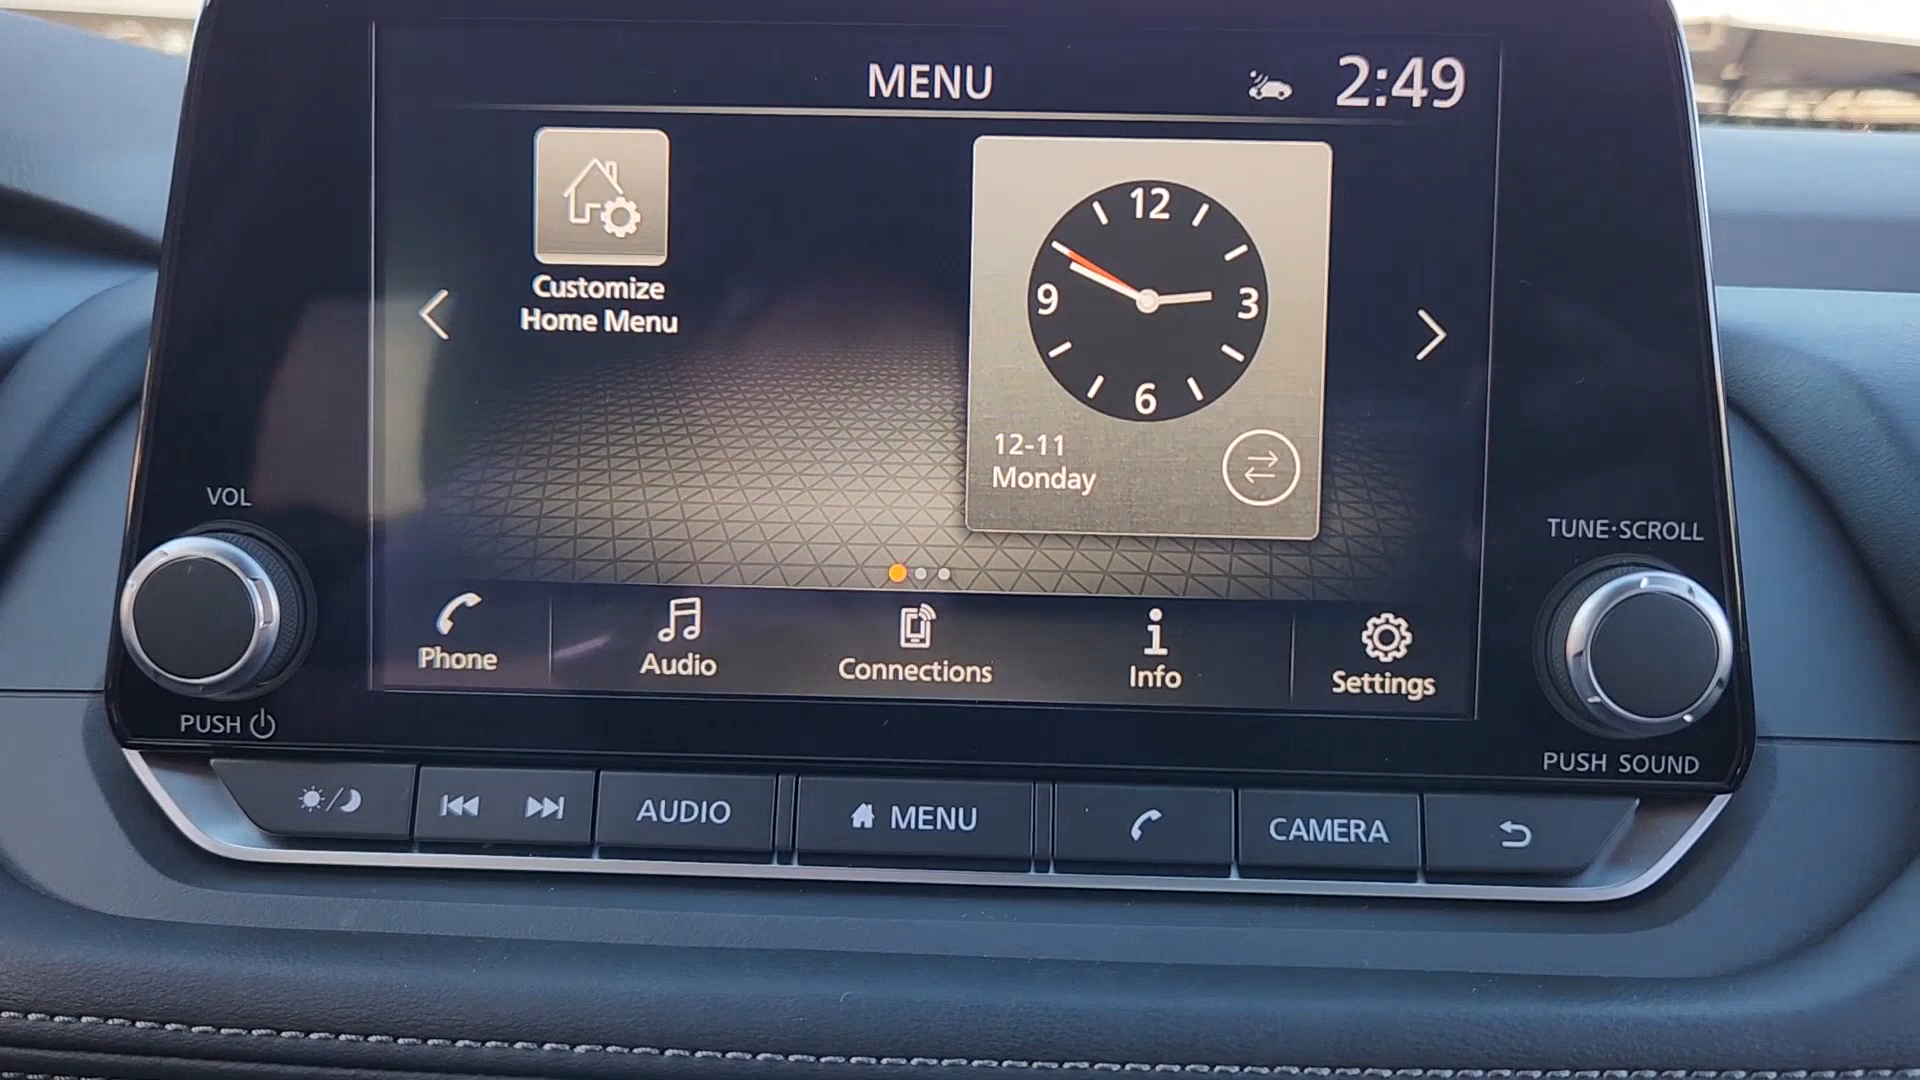 MENU
2:49
Customize
Home Menu
12
9
3
6
12-11
Monday
VOL
TUNE·SCROLL
Phone
Audio
Connections
Info
Settings
PUSH
PUSH SOUND
AUDIO
MENU
CAMERA